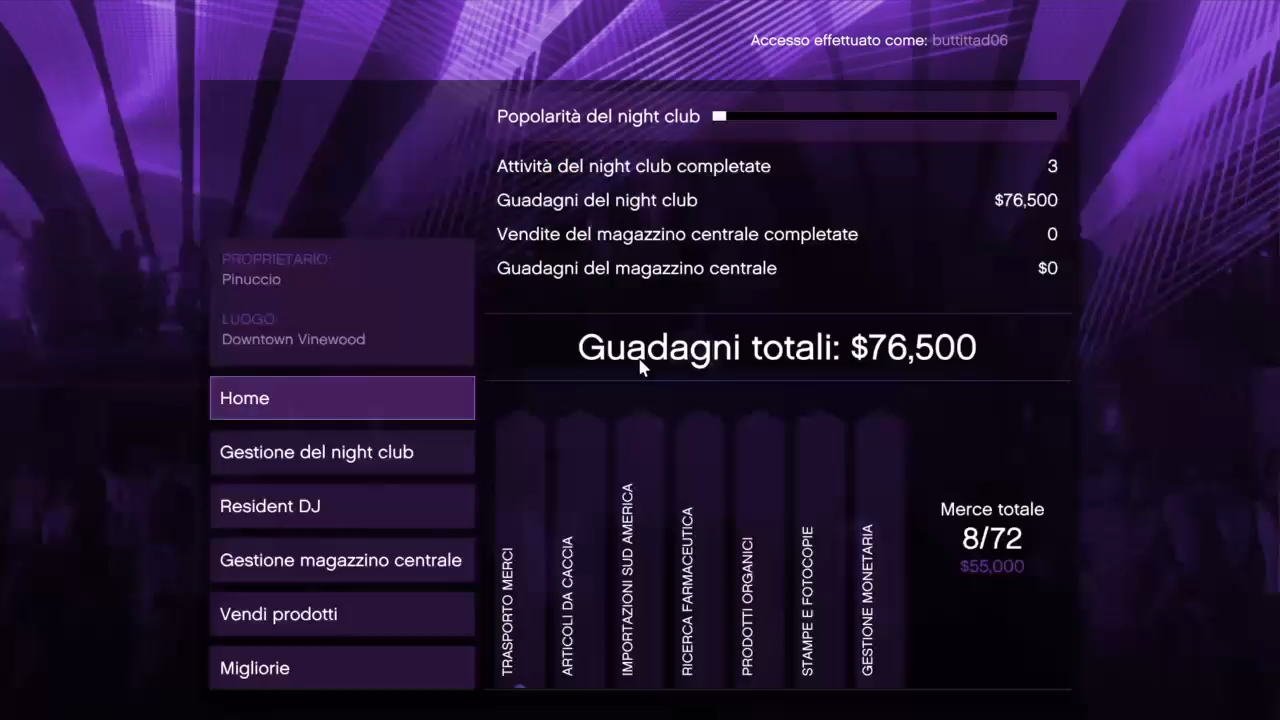 Accesso effettuato come: buttittad06
Popolarità del night club
Attività del night club completate 3
Guadagni del night club $76,500
Vendite del magazzino centrale completate 0
Guadagni del magazzino centrale $0
PROPRIETARIO:
Pinuccio
LUOGO:
Downtown Vinewood
Guadagni totali: $76,500
Home
Gestione del night club
Resident DJ
Gestione magazzino centrale
Vendi prodotti
Migliorie
TRASPORTO MERCI
ARTICOLI DA CACCIA
IMPORTAZIONI SUD AMERICA
RICERCA FARMACEUTICA
PRODOTTI ORGANICI
STAMPE E FOTOCOPIE
GESTIONE MONETARIA
Merce totale
8/72
$55,000